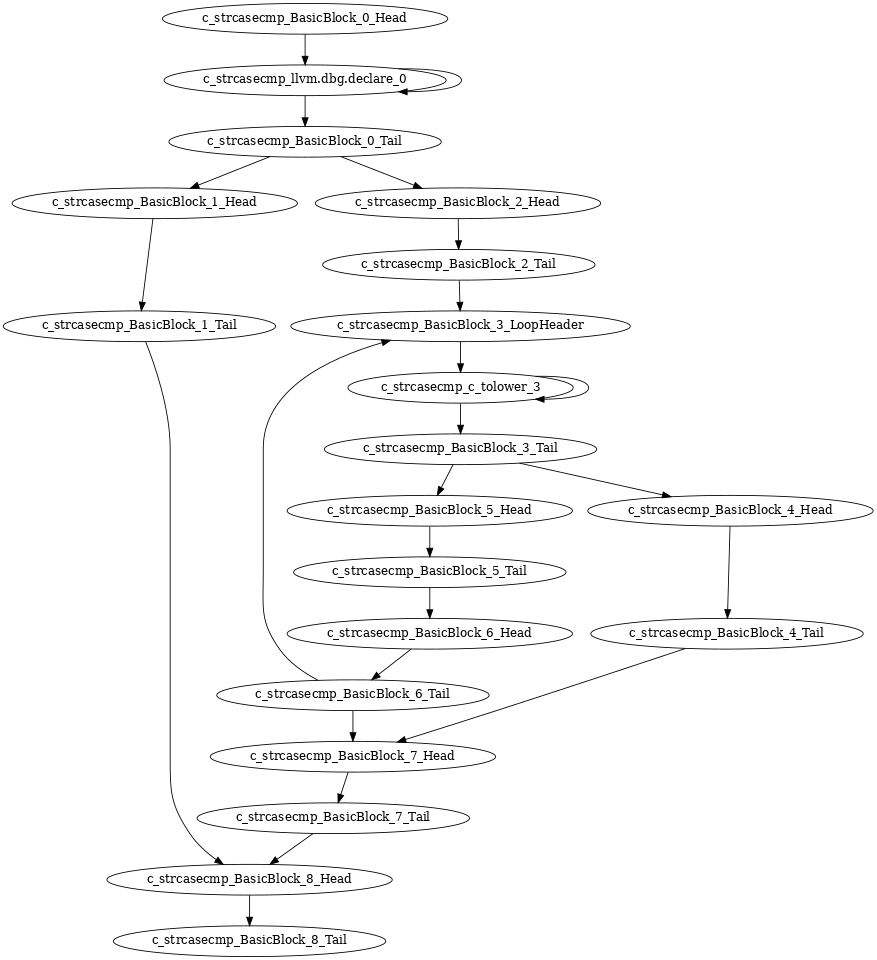 c_strcasecmp_BasicBlock_0_Head
c_strcasecmp_llvm.dbg.declare_0
c_strcasecmp_BasicBlock_0_Tail
c_strcasecmp_BasicBlock_1_Head
c_strcasecmp_BasicBlock_2_Head
c_strcasecmp_BasicBlock_2_Tail
c_strcasecmp_BasicBlock_1_Tail
c_strcasecmp_BasicBlock_3_LoopHeader
c_strcasecmp_c_tolower_3
c_strcasecmp_BasicBlock_3_Tail
c_strcasecmp_BasicBlock_5_Head
c_strcasecmp_BasicBlock_4_Head
c_strcasecmp_BasicBlock_5_Tail
c_strcasecmp_BasicBlock_6_Head
c_strcasecmp_BasicBlock_4_Tail
c_strcasecmp_BasicBlock_6_Tail
c_strcasecmp_BasicBlock_7_Head
c_strcasecmp_BasicBlock_7_Tail
c_strcasecmp_BasicBlock_8_Head
c_strcasecmp_BasicBlock_8_Tail